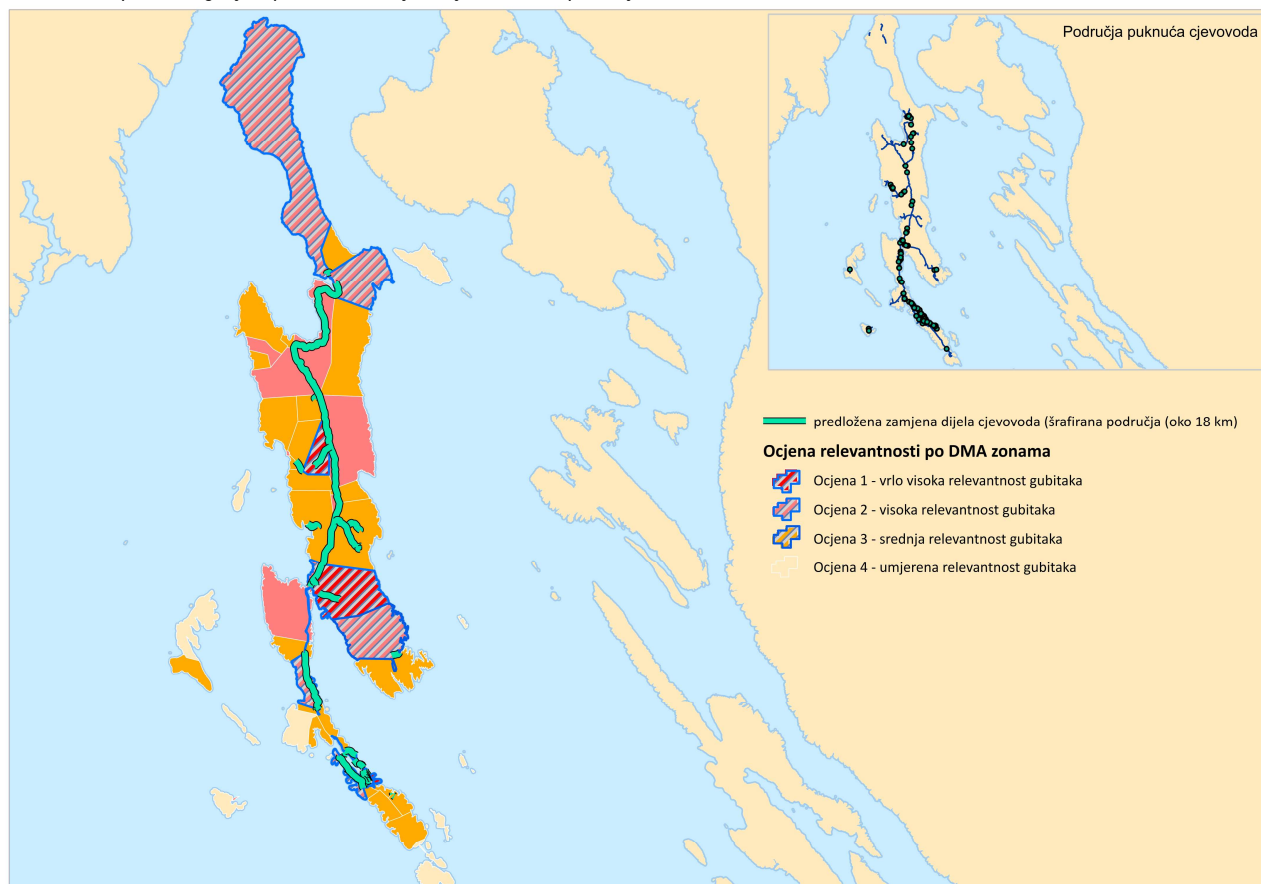 Područja puknuća cjevovoda
predložena zamjena dijela cjevovoda (šrafirana područja (oko 18 km)
Ocjena relevantnosti po DMA zonama
Ocjena 1 - vrlo visoka relevantnost gubitaka
Ocjena 2 - visoka relevantnost gubitaka
Ocjena 3 - srednja relevantnost gubitaka
Ocjena 4 - umjerena relevantnost gubitaka